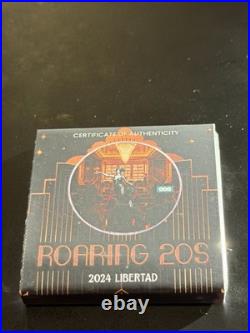 CERTIFICATE OF AUTHENTICITY
ROARING 20S
2024 LIBERTAD